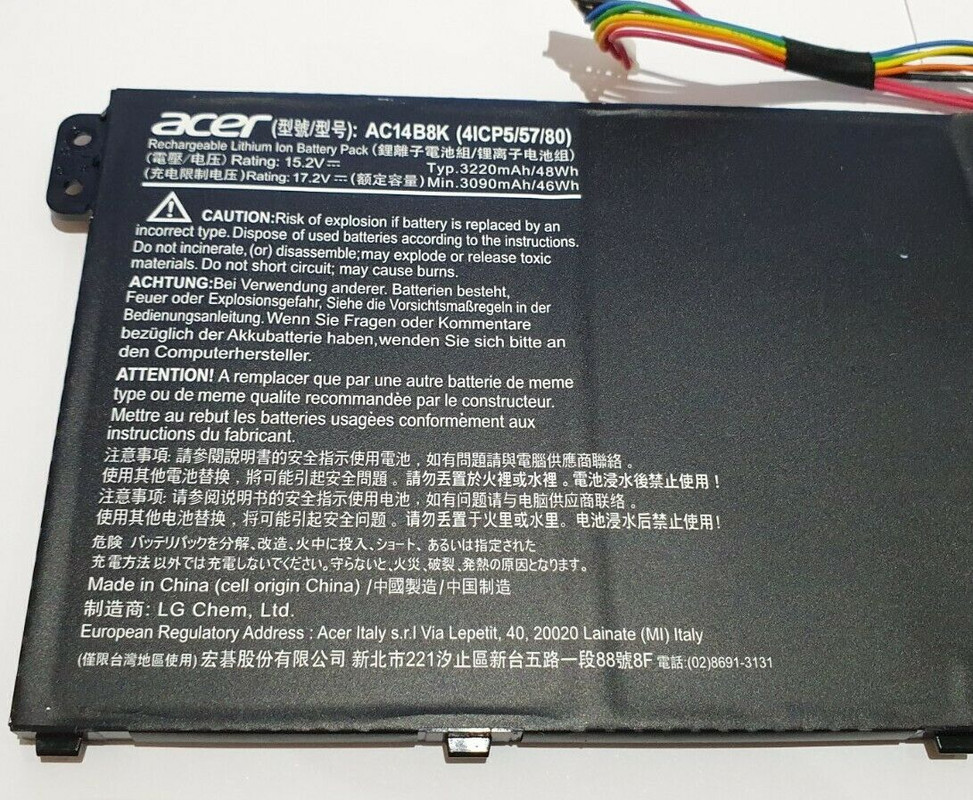 acer (型號/型号): AC14B8K (4ICP5/57/80)
Rechargeable Lithium Ion Battery Pack (鋰離子電池組/锂离子电池组)
(電壓/电压) Rating: 15.2V⎓ Typ.3220mAh/48Wh
(充电限制电压)Rating: 17.2V⎓ (额定容量) Min.3090mAh/46Wh
CAUTION:Risk of explosion if battery is replaced by an
incorrect type. Dispose of used batteries according to the instructions.
Do not incinerate, (or) disassemble;may explode or release toxic
materials. Do not short circuit; may cause burns.
ACHTUNG:Bei Verwendung anderer. Batterien besteht,
Feuer oder Explosionsgefahr, Siehe die Vorsichtsmaßregeln in der
Bedienungsanleitung. Wenn Sie Fragen oder Kommentare
bezüglich der Akkubatterie haben,wenden Sie sich bitte an
den Computerhersteller.
ATTENTION! A remplacer que par une autre batterie de meme
type ou de meme qualite recommandèe par le constructeur.
Mettre au rebut les batteries usagèes conformèment aux
instructions du fabricant.
注意事項: 請參閱說明書的安全指示使用電池，如有問題請與電腦供應商聯絡。
使用其他電池替換，將可能引起安全問題。請勿丟置於火裡或水裡。電池浸水後禁止使用！
注意事项: 请参阅说明书的安全指示使用电池，如有问题请与电脑供应商联络。
使用其他电池替换，将可能引起安全问题。请勿丢置于火里或水里。电池浸水后禁止使用！
危険 バッテリパックを分解、改造、火中に投入、ショート、あるいは指定された
充電方法以外では充電しないでください。守らないと、火災、破裂、発熱の原因となります。
Made in China (cell origin China) /中國製造/中国制造
制造商: LG Chem, Ltd.
European Regulatory Address : Acer Italy s.r.l Via Lepetit, 40, 20020 Lainate (MI) Italy
(僅限台灣地區使用) 宏碁股份有限公司 新北市221汐止區新台五路一段88號8F 電話:(02)8691-3131